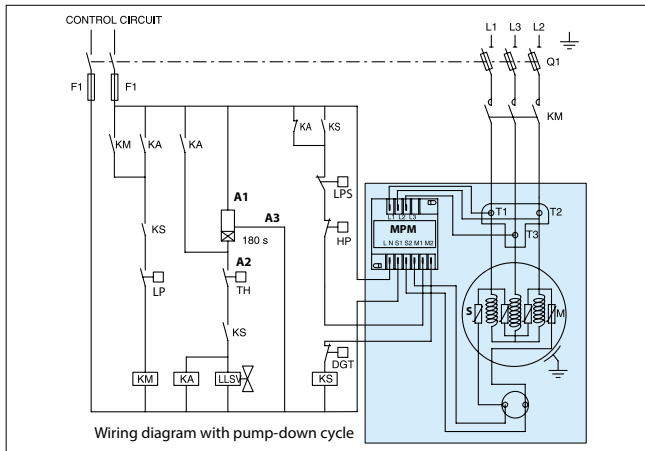 CONTROL CIRCUIT
L1 L3 L2
Q1
F1 F1
KM
KM KA KA KA KS
A1
A3
180 s
LPS
L1 L2 L3
MPM
L N S1 S2 M1 M2
T1 T2
T3
KS
HP
A2
LP
TH
S M
KS
DGT
KM KA LLSV KS
Wiring diagram with pump-down cycle